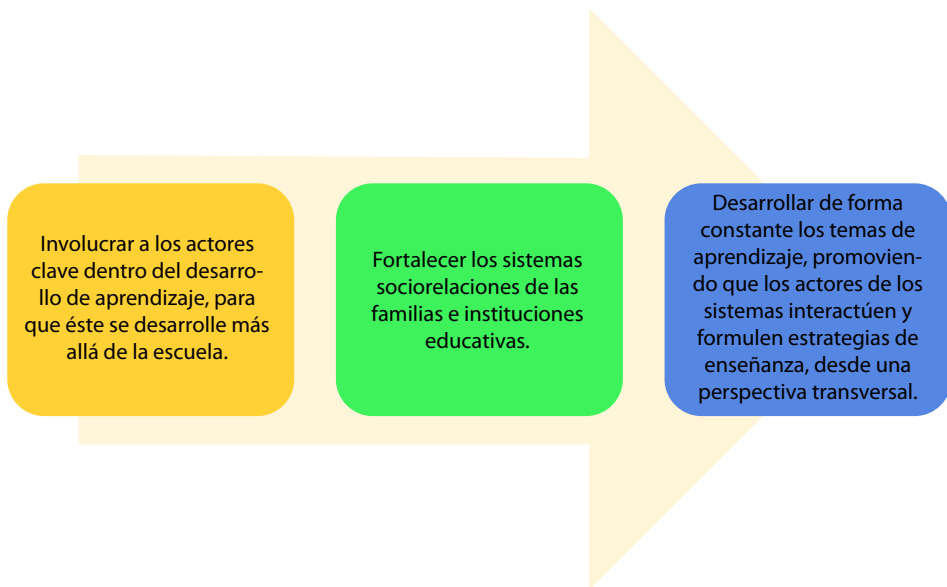 Involucrar a los actores
clave dentro del desarro-
llo de aprendizaje, para
que éste se desarrolle más
allá de la escuela.
Fortalecer los sistemas
sociorelaciones de las
familias e instituciones
educativas.
Desarrollar de forma
constante los temas de
aprendizaje, promovien-
do que los actores de los
sistemas interactúen y
formulen estrategias de
enseñanza, desde una
perspectiva transversal.